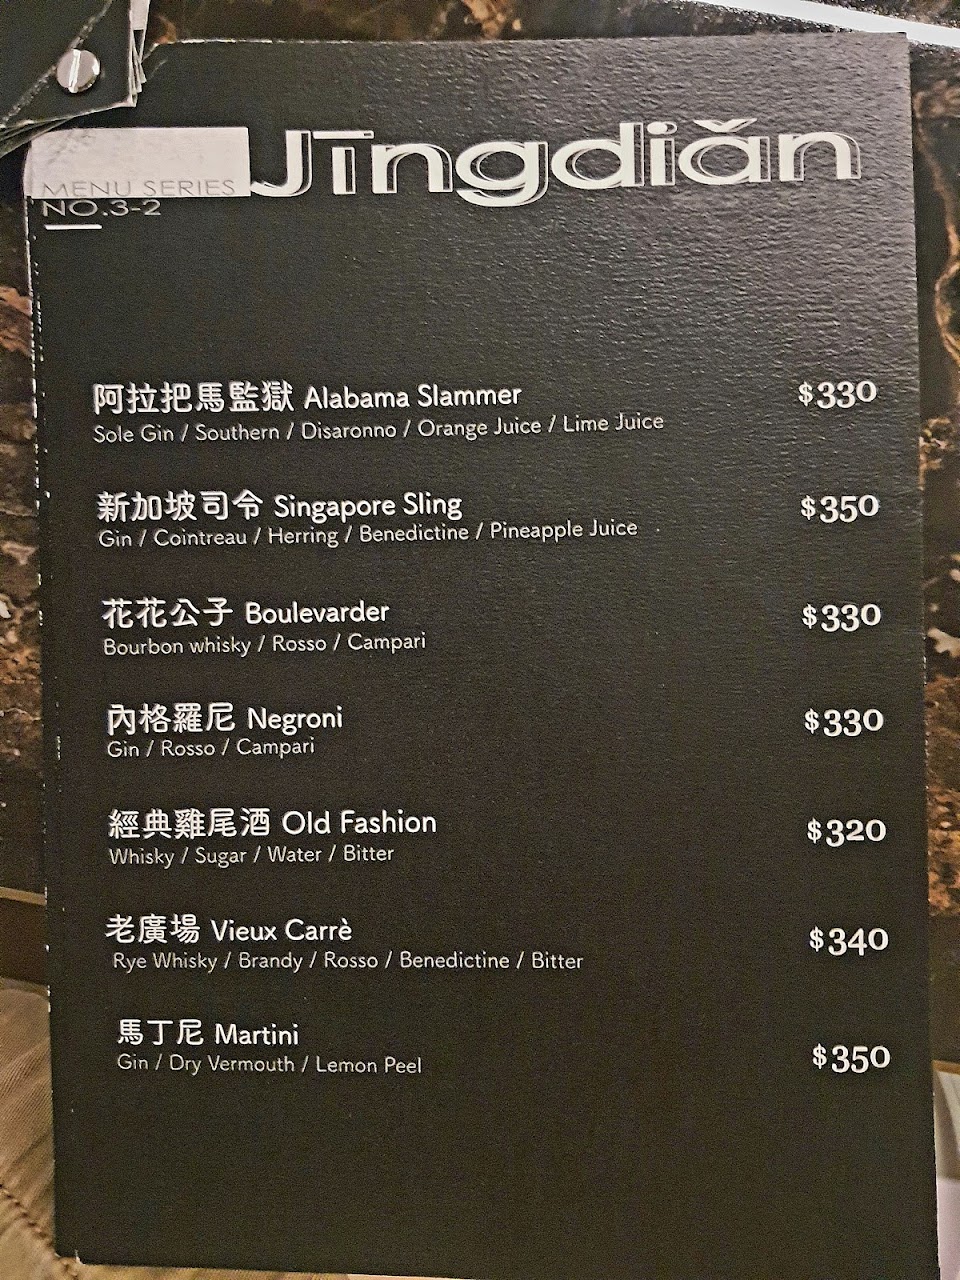 Jīngdiǎn
MENU SERIES
NO.3-2
阿拉把馬監獄 Alabama Slammer $330
Sole Gin / Southern / Disaronno / Orange Juice / Lime Juice
新加坡司令 Singapore Sling $350
Gin / Cointreau / Herring / Benedictine / Pineapple Juice
花花公子 Boulevarder $330
Bourbon whisky / Rosso / Campari
內格羅尼 Negroni $330
Gin / Rosso / Campari
經典雞尾酒 Old Fashion $320
Whisky / Sugar / Water / Bitter
老廣場 Vieux Carrè $340
Rye Whisky / Brandy / Rosso / Benedictine / Bitter
馬丁尼 Martini $350
Gin / Dry Vermouth / Lemon Peel